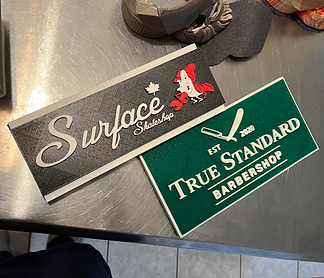 Surface
Skateshop
EST 2020
TRUE STANDARD
BARBERSHOP